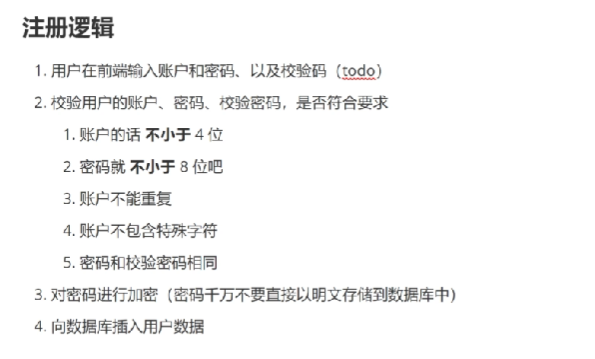 注册逻辑
1. 用户在前端输入账户和密码、以及校验码（todo）
2. 校验用户的账户、密码、校验密码，是否符合要求
1. 账户的话 不小于 4 位
2. 密码就 不小于 8 位吧
3. 账户不能重复
4. 账户不包含特殊字符
5. 密码和校验密码相同
3. 对密码进行加密（密码千万不要直接以明文存储到数据库中）
4. 向数据库插入用户数据